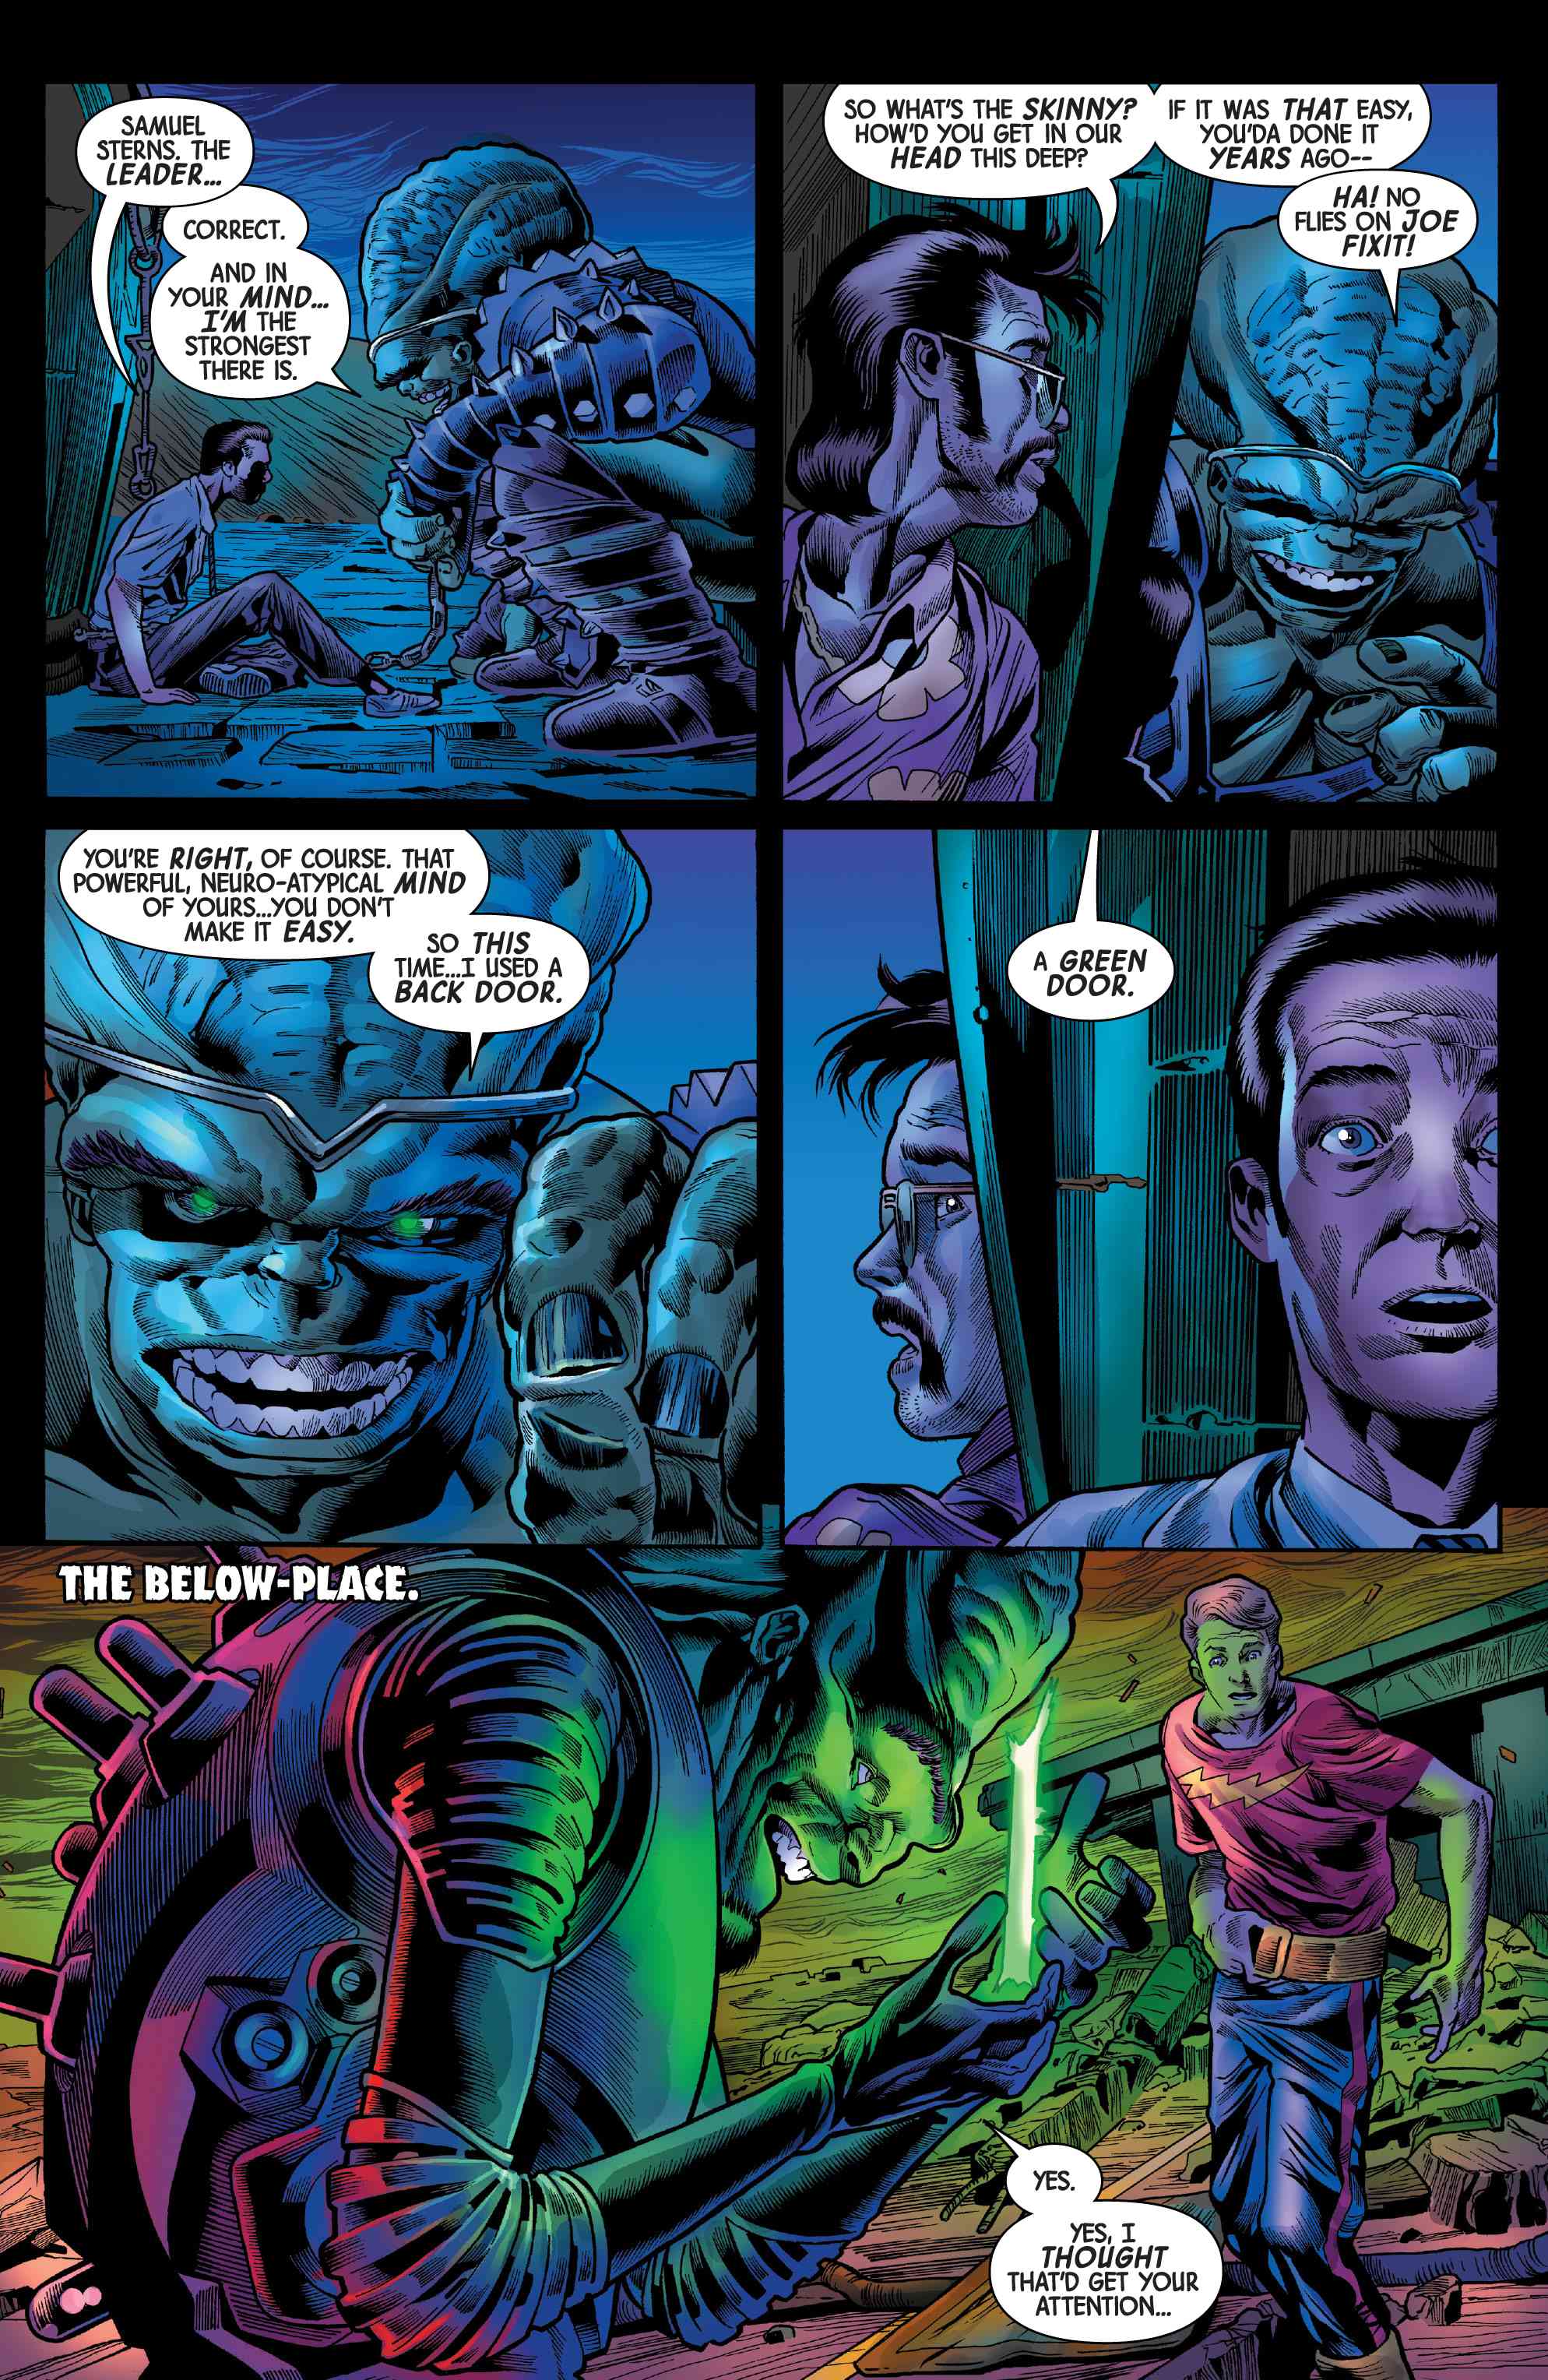 SAMUEL
STERNS. THE
LEADER...
CORRECT.
AND IN
YOUR MIND...
I'M THE
STRONGEST
THERE IS.
SO WHAT'S THE SKINNY?
HOW'D YOU GET IN OUR
HEAD THIS DEEP?
IF IT WAS THAT EASY,
YOU'DA DONE IT
YEARS AGO--
HA! NO
FLIES ON JOE
FIXIT!
YOU'RE RIGHT, OF COURSE. THAT
POWERFUL, NEURO-ATYPICAL MIND
OF YOURS...YOU DON'T
MAKE IT EASY.
SO THIS
TIME...I USED A
BACK DOOR.
A GREEN
DOOR.
THE BELOW-PLACE.
YES.
YES, I
THOUGHT
THAT'D GET YOUR
ATTENTION...